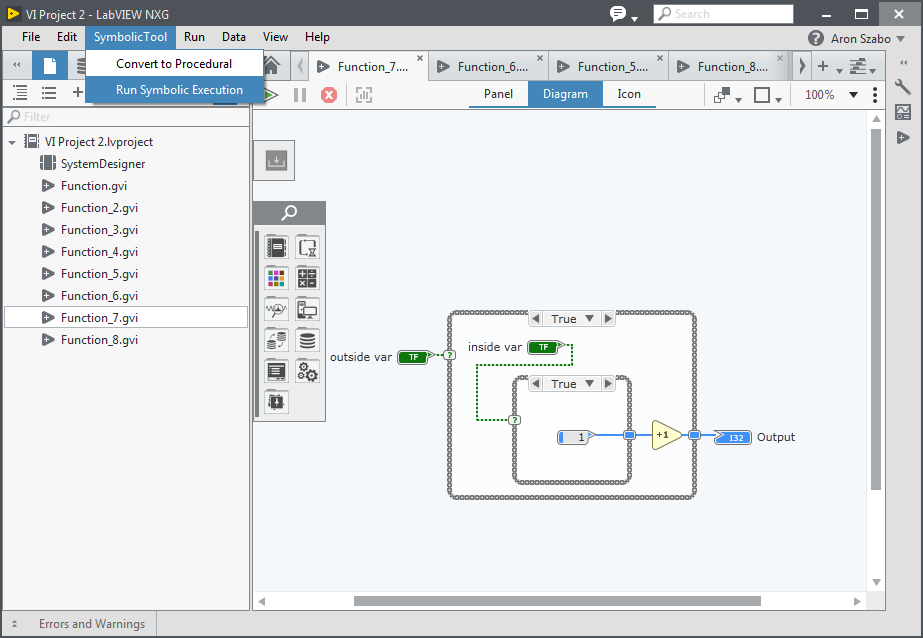 VI Project 2 - LabVIEW NXG
Search
File Edit SymbolicTool Run Data View Help
Aron Szabo
Convert to Procedural
Run Symbolic Execution
Function_7.... Function_6.... Function_5.... Function_8....
Panel Diagram Icon
100%
Filter
VI Project 2.lvproject
SystemDesigner
Function.gvi
Function_2.gvi
Function_3.gvi
Function_4.gvi
Function_5.gvi
Function_6.gvi
Function_7.gvi
Function_8.gvi
True
outside var TF ?
inside var TF
True
?
1
+1
I32 Output
Errors and Warnings